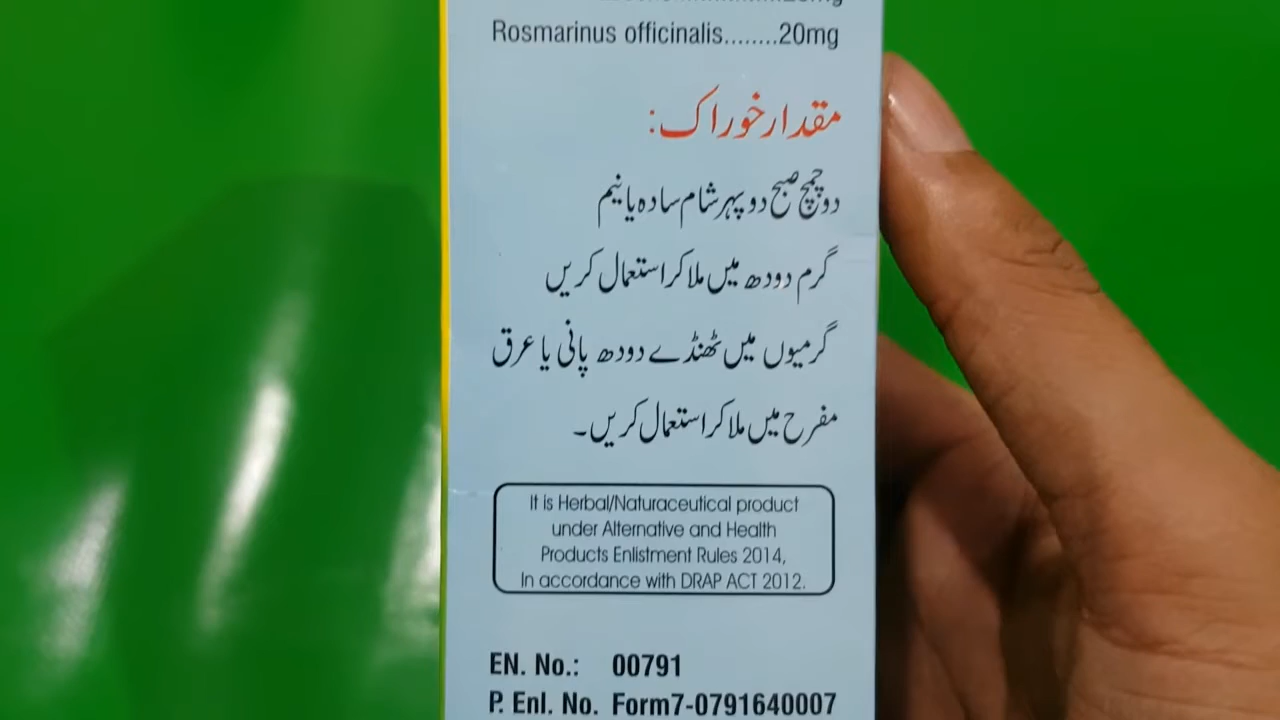 Rosmarinus officinalis........20mg
مقدار خوراک:
دو چمچ صبح دوپہر شام سادہ یا نیم
گرم دودھ میں ملا کر استعمال کریں
گرمیوں میں ٹھنڈے دودھ پانی یا عرق
مفرح میں ملا کر استعمال کریں۔
It is Herbal/Naturaceutical product
under Alternative and Health
Products Enlistment Rules 2014,
In accordance with DRAP ACT 2012.
EN. No.: 00791
P. Enl. No. Form7-0791640007